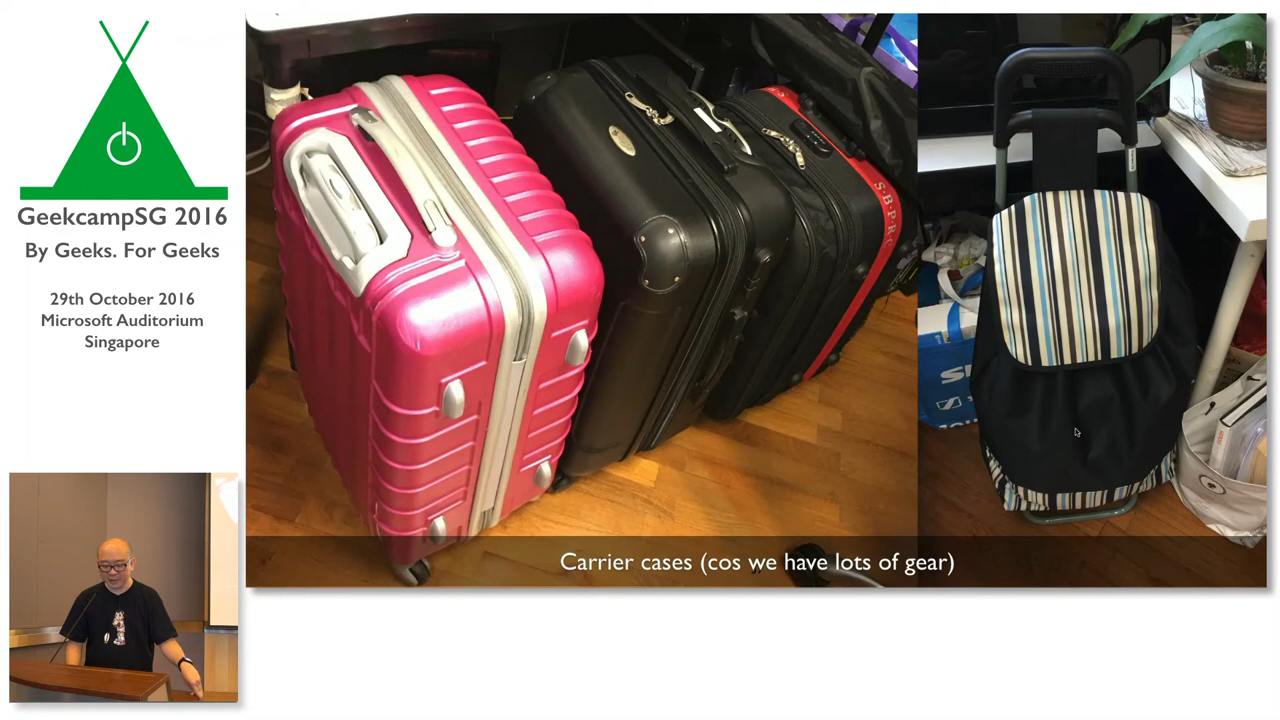 GeekcampSG 2016
By Geeks. For Geeks
29th October 2016
Microsoft Auditorium
Singapore
S·B·P·R·
Carrier cases (cos we have lots of gear)